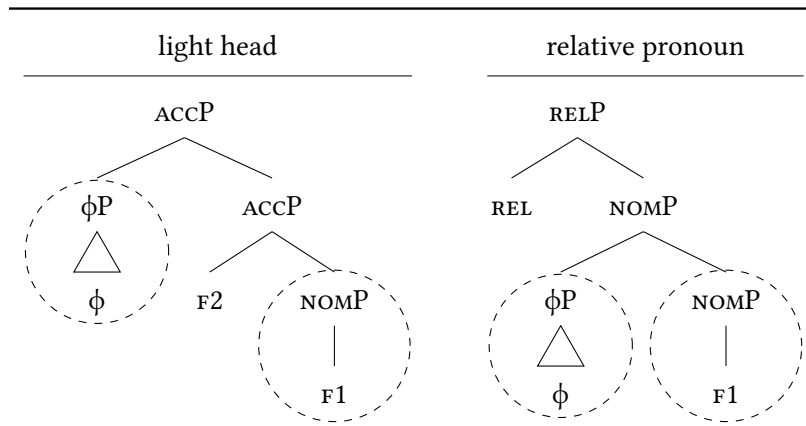 light head relative pronoun
ACCP RELP
ϕP ACCP REL NOMP
ϕ F2 NOMP ϕP NOMP
F1 ϕ F1